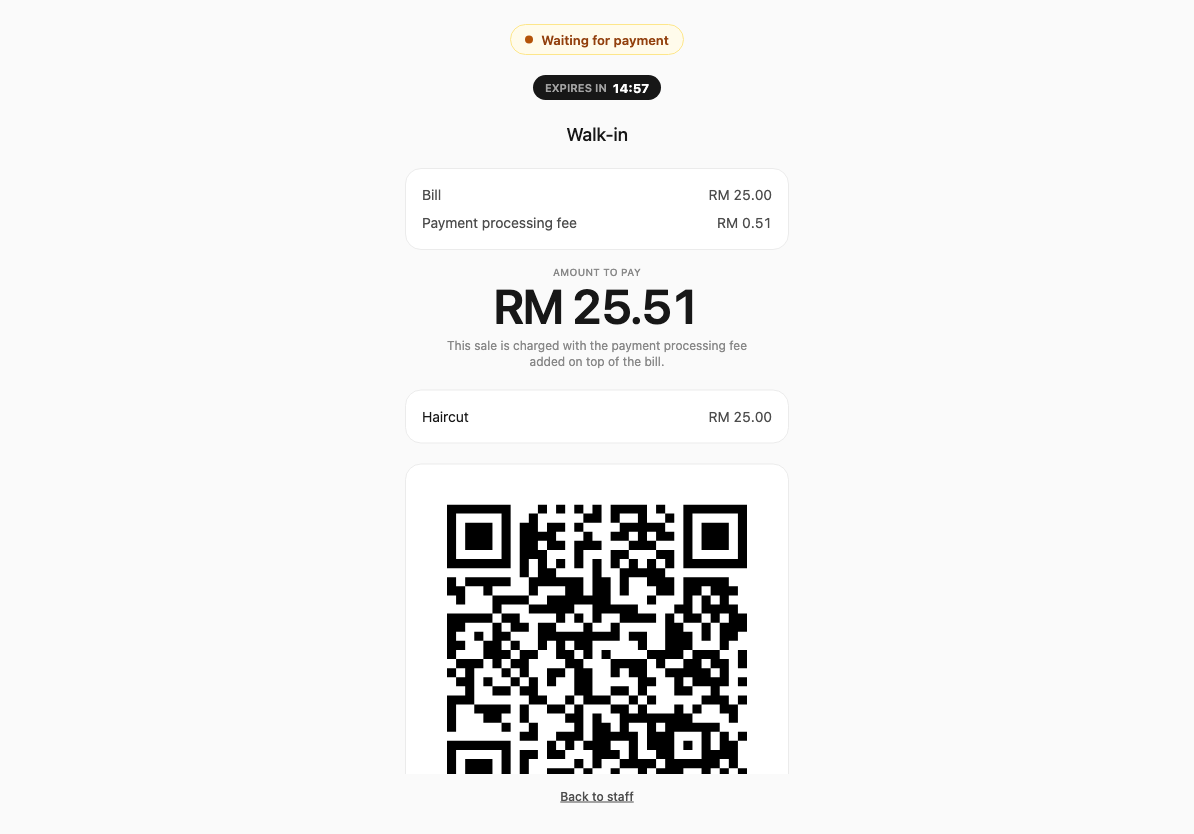 Waiting for payment
EXPIRES IN 14:57
Walk-in
Bill RM 25.00
Payment processing fee RM 0.51
AMOUNT TO PAY
RM 25.51
This sale is charged with the payment processing fee
added on top of the bill.
Haircut RM 25.00
Back to staff